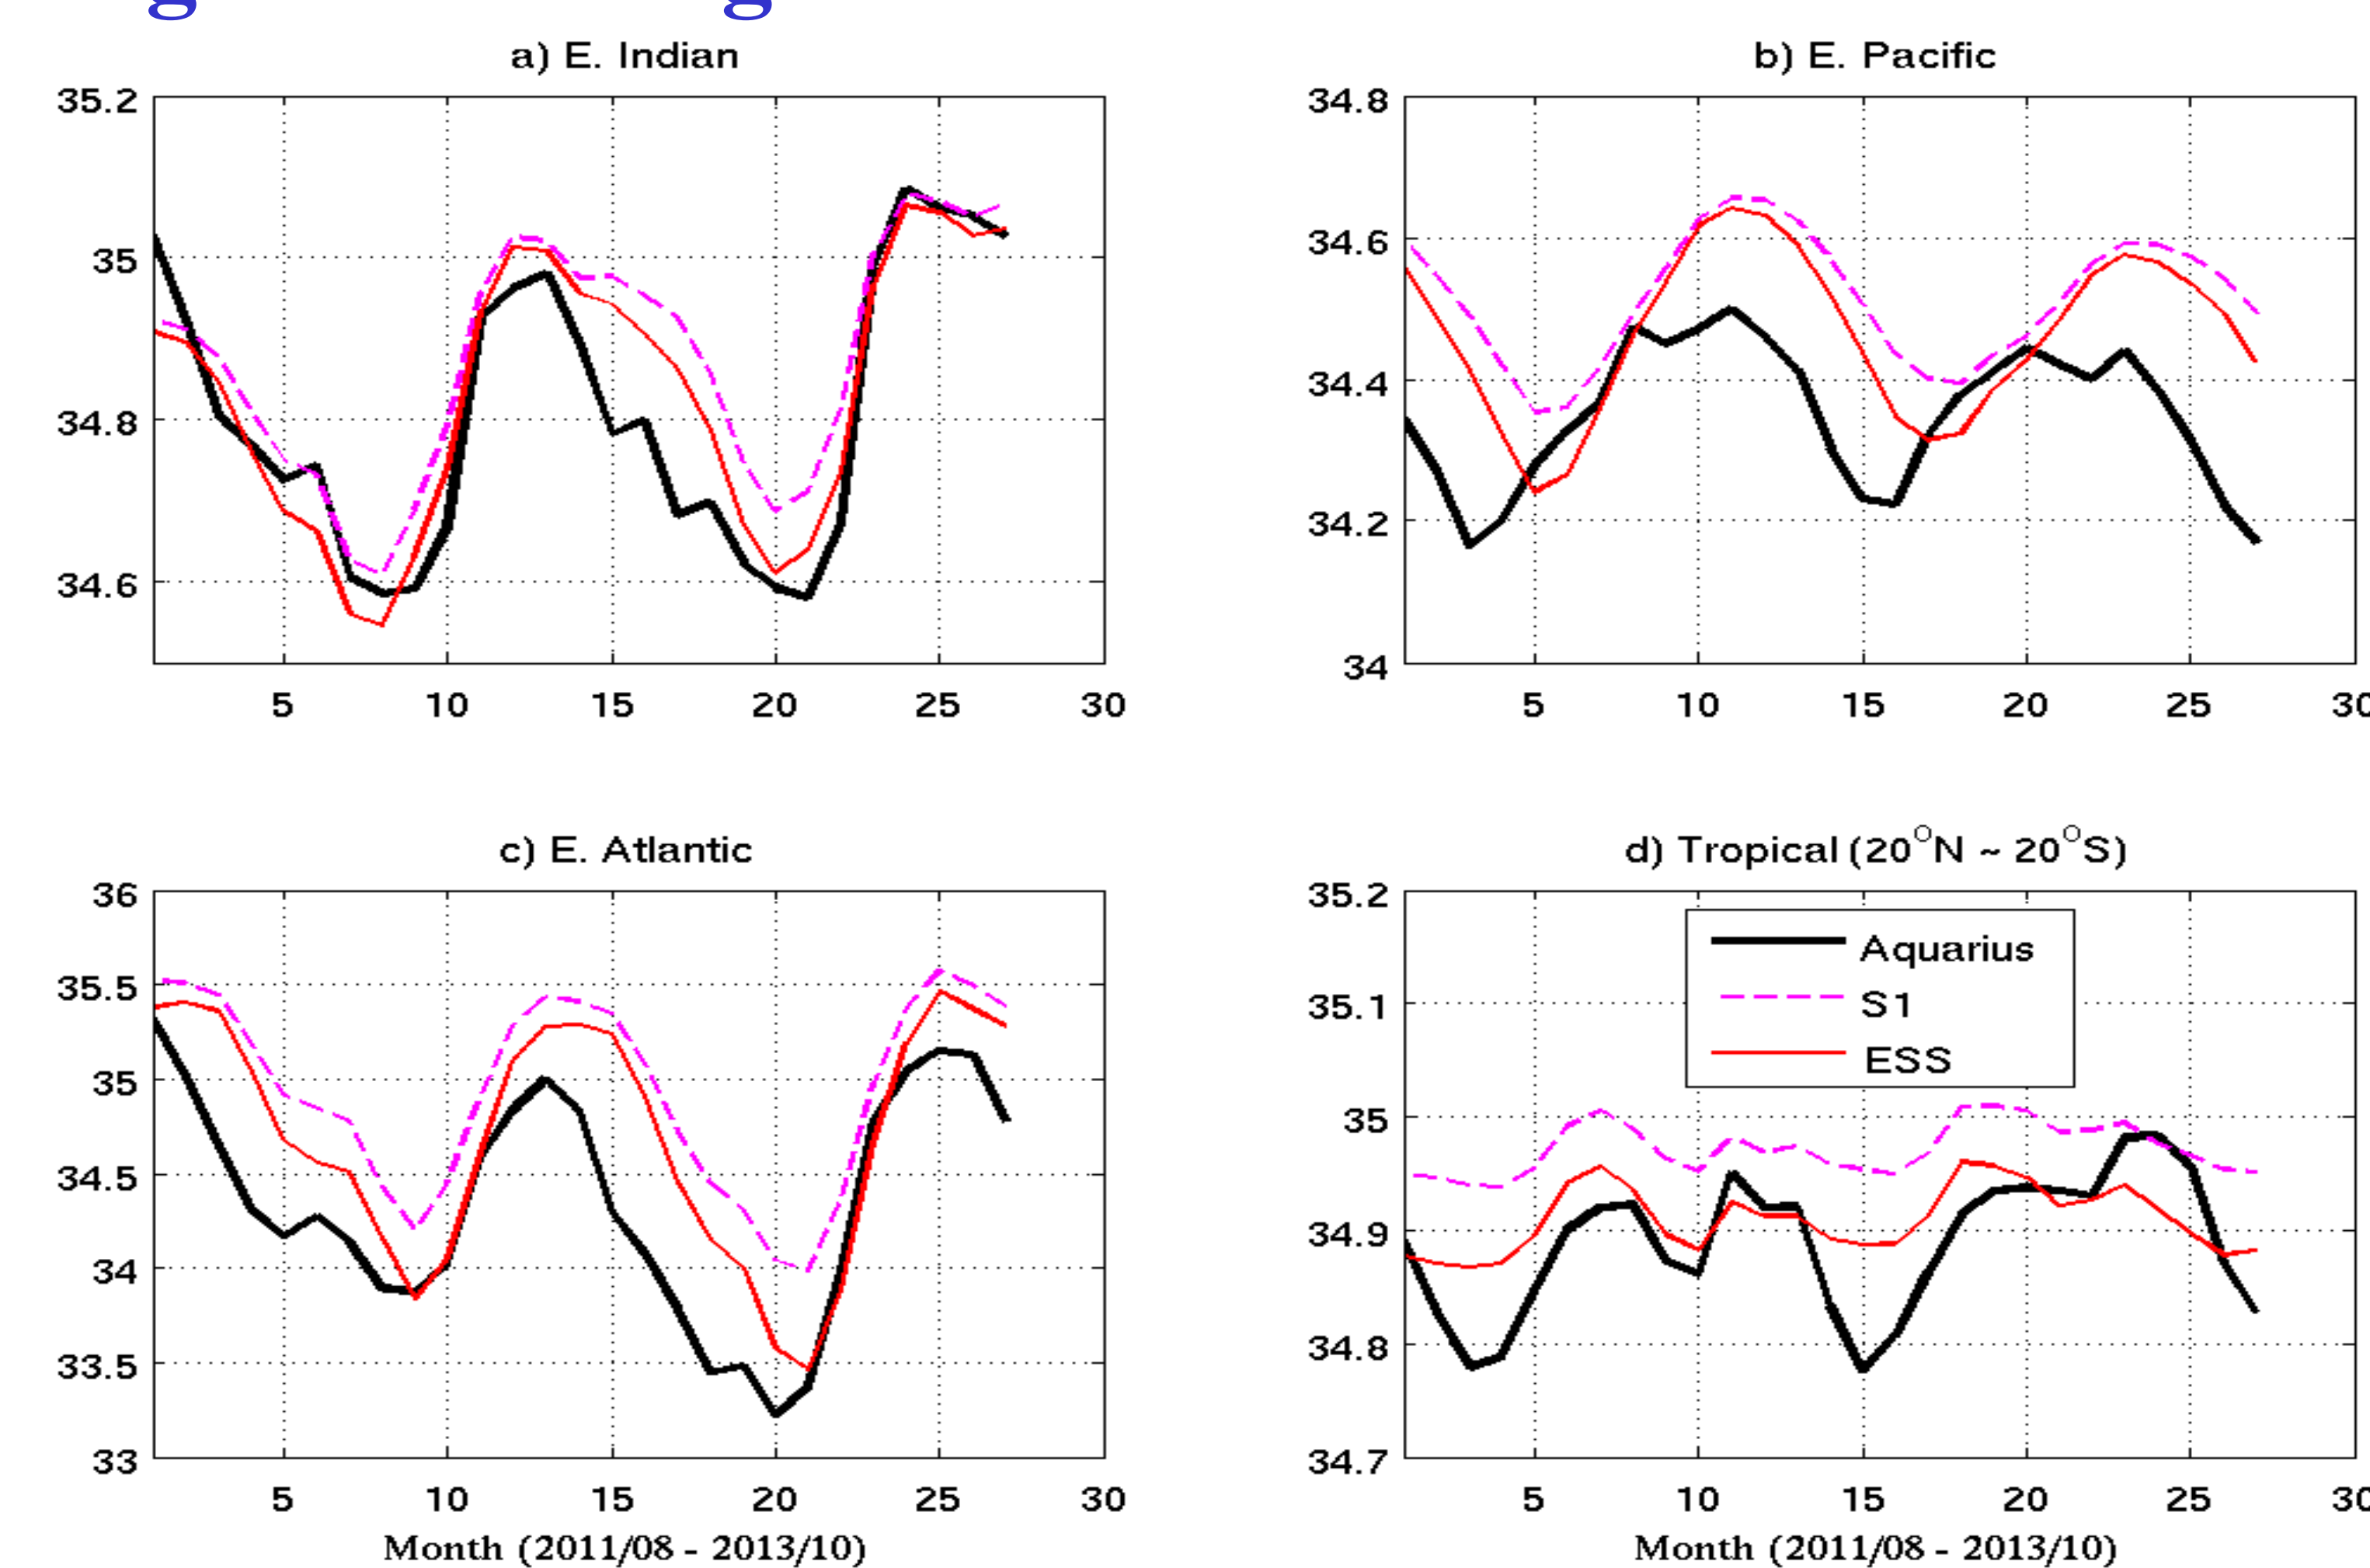 a) E. Indian
35.2
35
34.8
34.6
5 10 15 20 25 30
b) E. Pacific
34.8
34.6
34.4
34.2
34
5 10 15 20 25
c) E. Atlantic
36
35.5
35
34.5
34
33.5
33
5 10 15 20 25 30
Month (2011/08 - 2013/10)
d) Tropical (20°N ~ 20°S)
35.2
35.1
35
34.9
34.8
34.7
Aquarius
S1
ESS
5 10 15 20 25
Month (2011/08 - 2013/10)